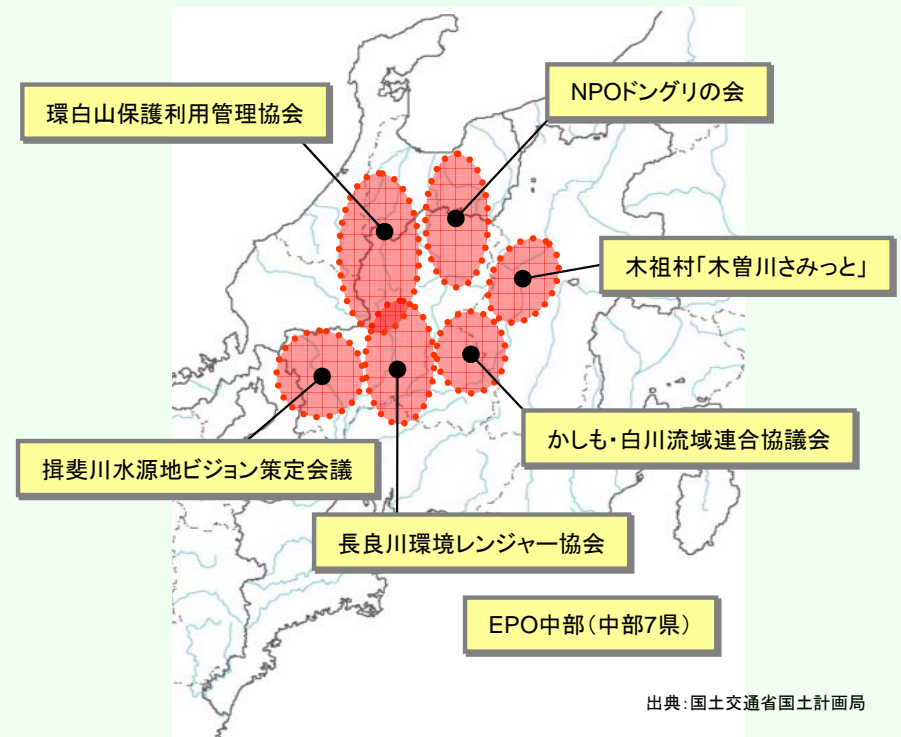 NPOドングリの会
環白山保護利用管理協会
木祖村「木曽川さみっと」
かしも・白川流域連合協議会
揖斐川水源地ビジョン策定会議
長良川環境レンジャー協会
EPO中部(中部7県)
出典:国土交通省国土計画局